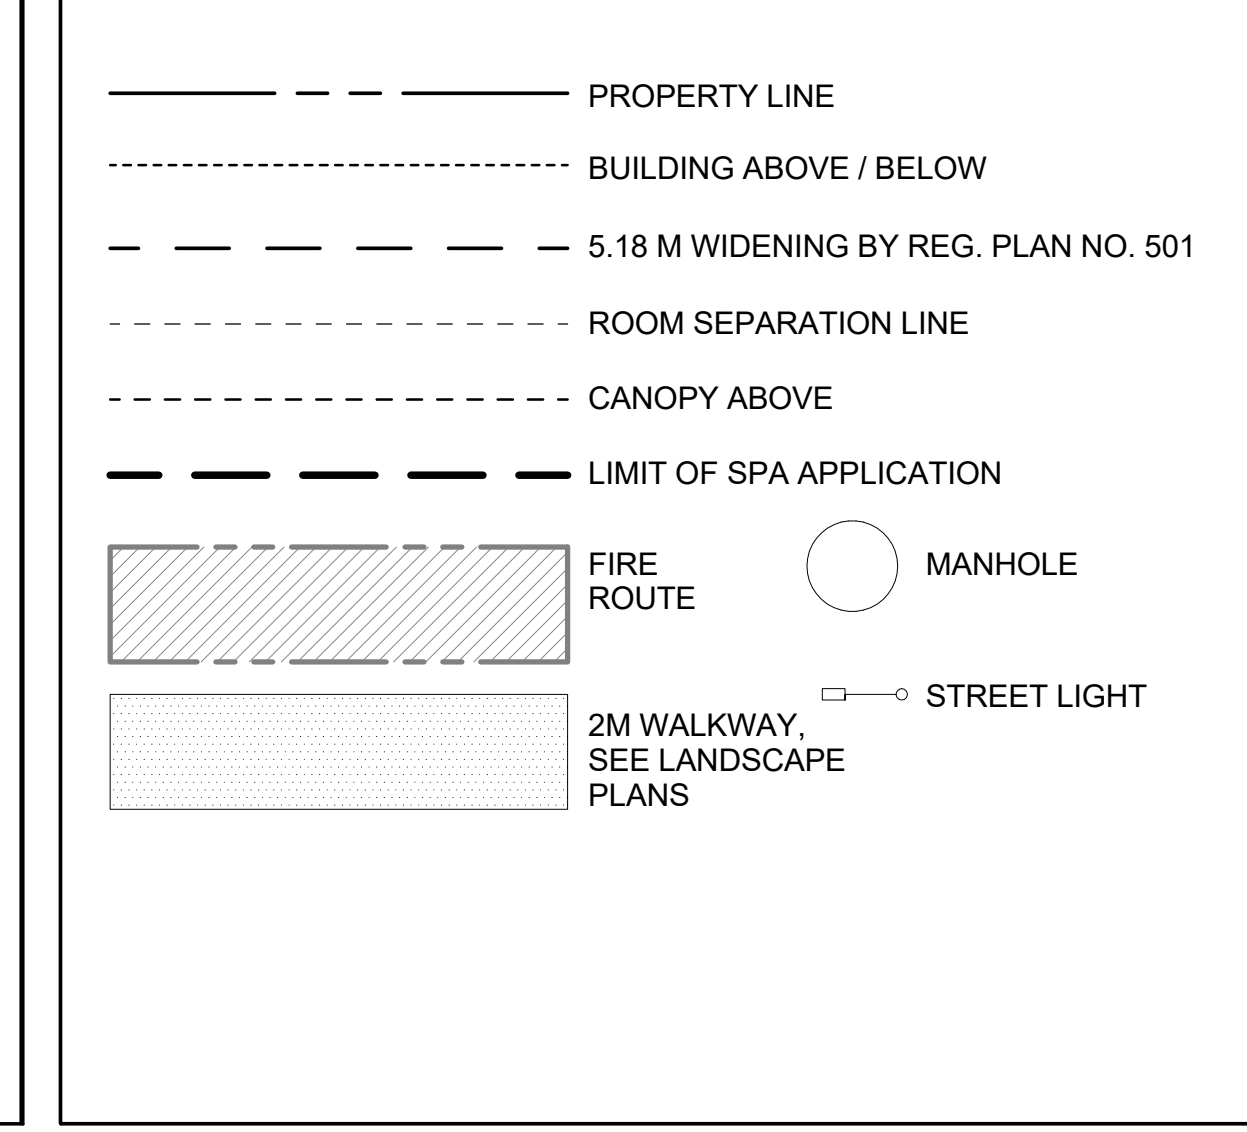 PROPERTY LINE
BUILDING ABOVE / BELOW
5.18 M WIDENING BY REG. PLAN NO. 501
ROOM SEPARATION LINE
CANOPY ABOVE
LIMIT OF SPA APPLICATION
FIRE
ROUTE
MANHOLE
STREET LIGHT
2M WALKWAY,
SEE LANDSCAPE
PLANS